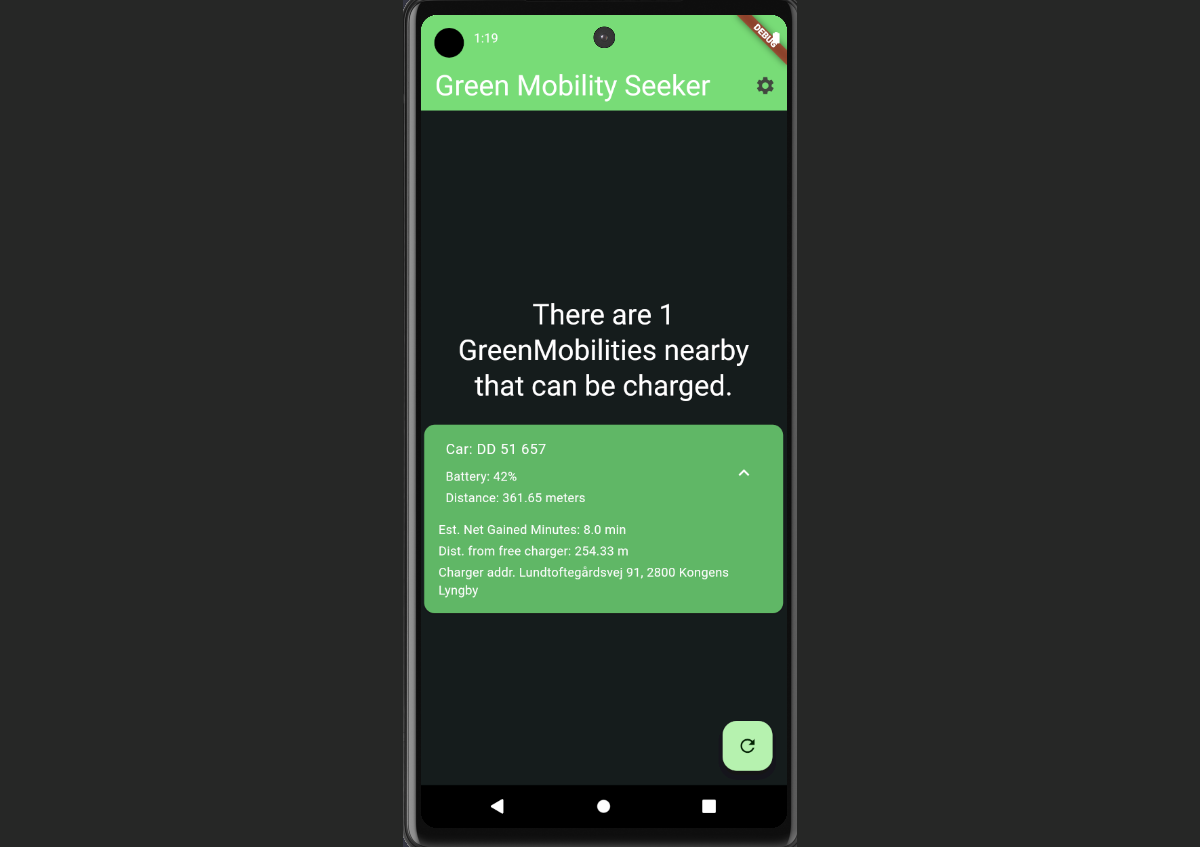 1:19
DEBUG
Green Mobility Seeker
There are 1
GreenMobilities nearby
that can be charged.
Car: DD 51 657
Battery: 42%
Distance: 361.65 meters
Est. Net Gained Minutes: 8.0 min
Dist. from free charger: 254.33 m
Charger addr. Lundtoftegårdsvej 91, 2800 Kongens
Lyngby